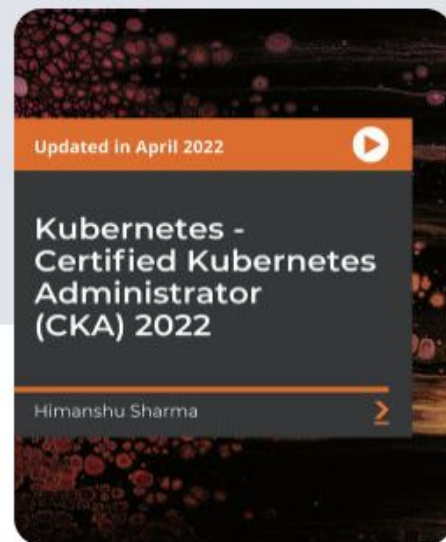 Updated in April 2022
Kubernetes -
Certified Kubernetes
Administrator
(CKA) 2022
Himanshu Sharma